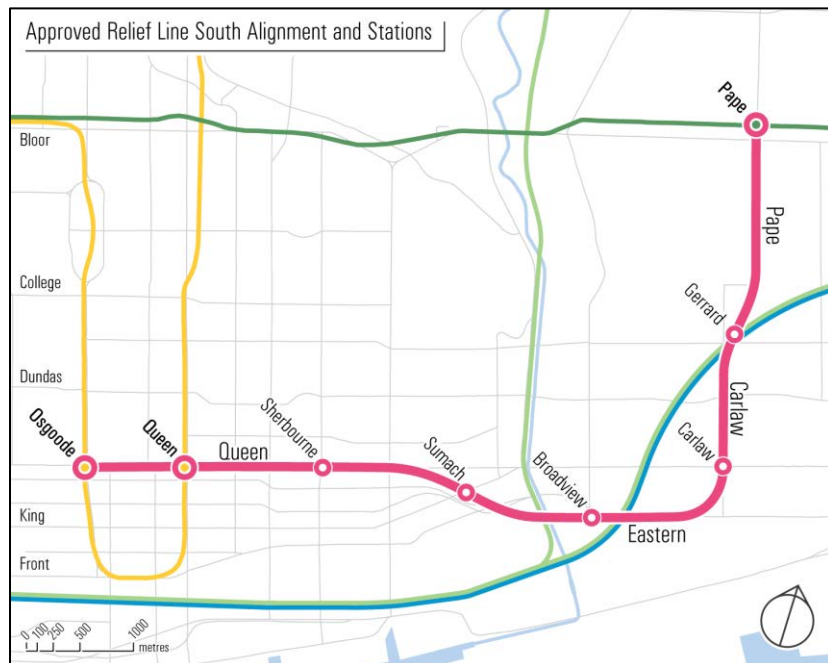 Approved Relief Line South Alignment and Stations
Pape
Bloor
Pape
College
Gerrard
Dundas
Carlaw
Osgoode
Queen
Queen
Sherbourne
Sumach
Broadview
Carlaw
King
Eastern
Front
0 100 250 500 1000
metres